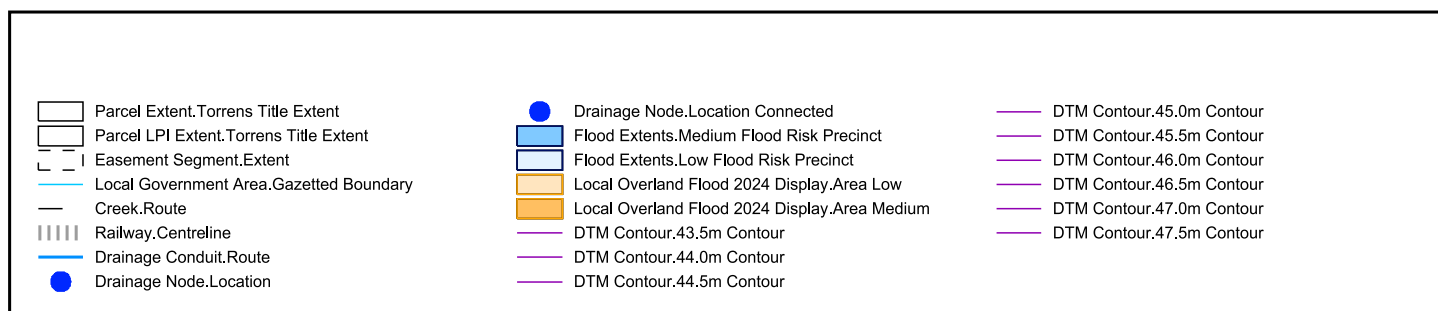 Parcel Extent.Torrens Title Extent
Parcel LPI Extent.Torrens Title Extent
Easement Segment.Extent
Local Government Area.Gazetted Boundary
Creek.Route
Railway.Centreline
Drainage Conduit.Route
Drainage Node.Location
Drainage Node.Location Connected
Flood Extents.Medium Flood Risk Precinct
Flood Extents.Low Flood Risk Precinct
Local Overland Flood 2024 Display.Area Low
Local Overland Flood 2024 Display.Area Medium
DTM Contour.43.5m Contour
DTM Contour.44.0m Contour
DTM Contour.44.5m Contour
DTM Contour.45.0m Contour
DTM Contour.45.5m Contour
DTM Contour.46.0m Contour
DTM Contour.46.5m Contour
DTM Contour.47.0m Contour
DTM Contour.47.5m Contour